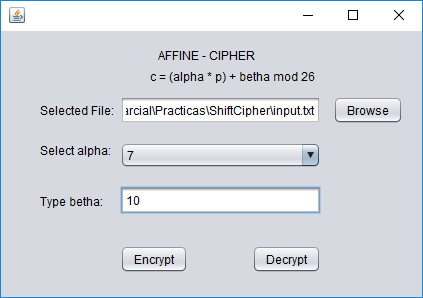 AFFINE - CIPHER
c = (alpha * p) + betha mod 26
Selected File: arcial\Practicas\ShiftCipher\input.txt Browse
Select alpha: 7
Type betha: 10
Encrypt Decrypt